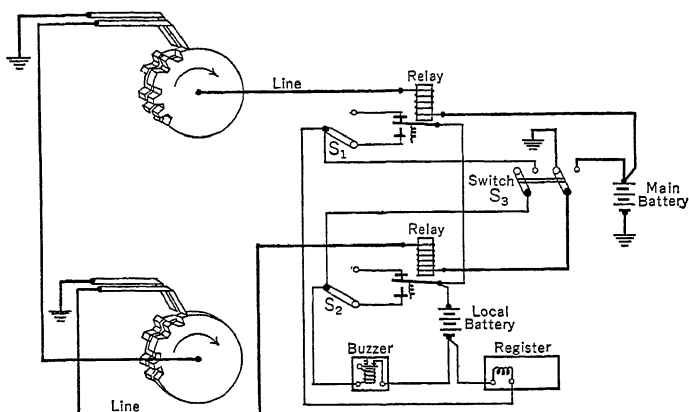 Relay
Line
S1
Switch
S3
Main
Battery
Relay
S2
Local
Battery
Buzzer
Register
Line